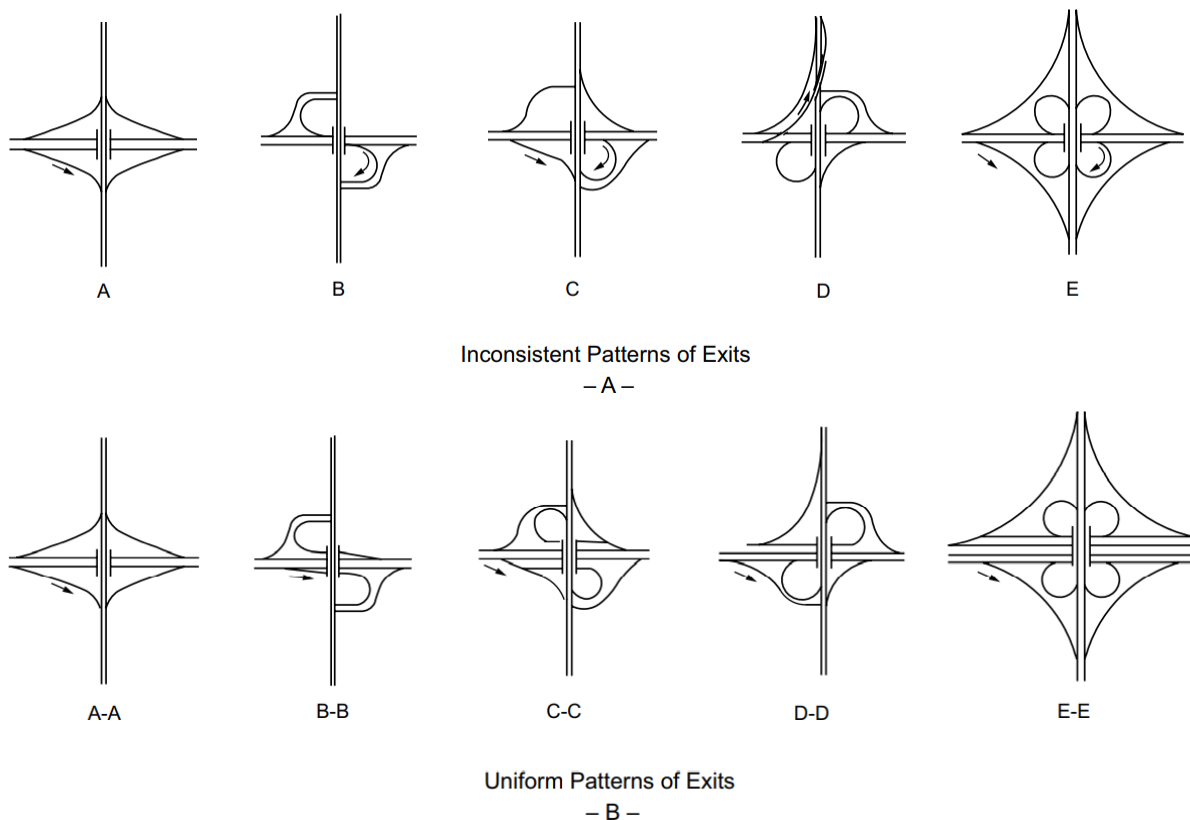 A
B
C
D
E
Inconsistent Patterns of Exits
– A –
A-A
B-B
C-C
D-D
E-E
Uniform Patterns of Exits
– B –